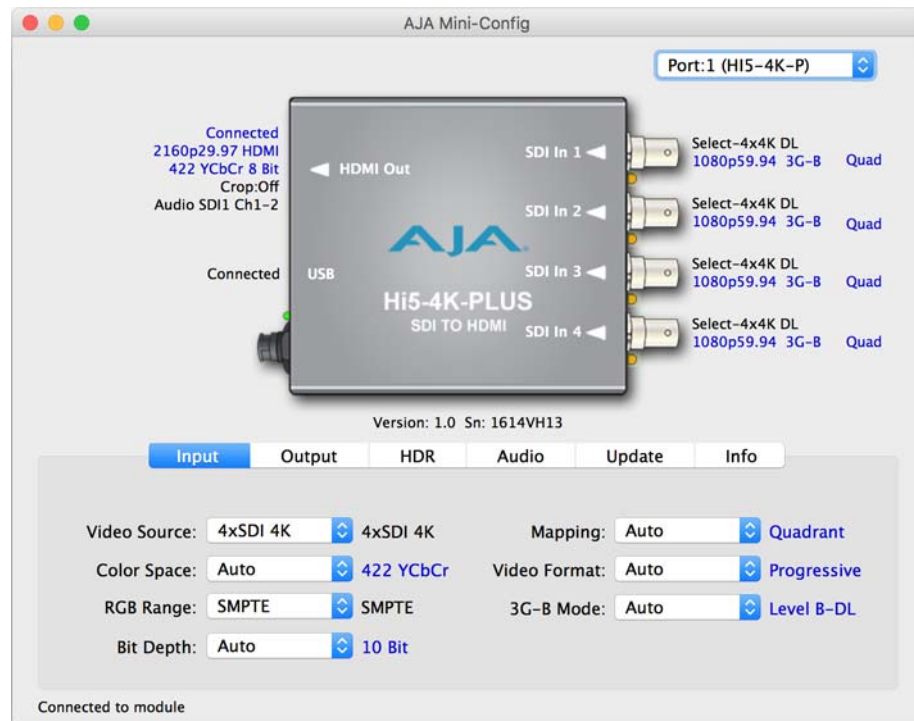 AJA Mini-Config
Port:1 (HI5-4K-P)
Connected
2160p29.97 HDMI
422 YCbCr 8 Bit
Crop:Off
Audio SDI1 Ch1-2
Connected
HDMI Out
USB
AJA
Hi5-4K-PLUS
SDI TO HDMI
SDI In 1
SDI In 2
SDI In 3
SDI In 4
Select-4x4K DL
1080p59.94 3G-B Quad
Select-4x4K DL
1080p59.94 3G-B Quad
Select-4x4K DL
1080p59.94 3G-B Quad
Select-4x4K DL
1080p59.94 3G-B Quad
Version: 1.0 Sn: 1614VH13
Input Output HDR Audio Update Info
Video Source: 4xSDI 4K 4xSDI 4K Mapping: Auto Quadrant
Color Space: Auto 422 YCbCr Video Format: Auto Progressive
RGB Range: SMPTE SMPTE 3G-B Mode: Auto Level B-DL
Bit Depth: Auto 10 Bit
Connected to module